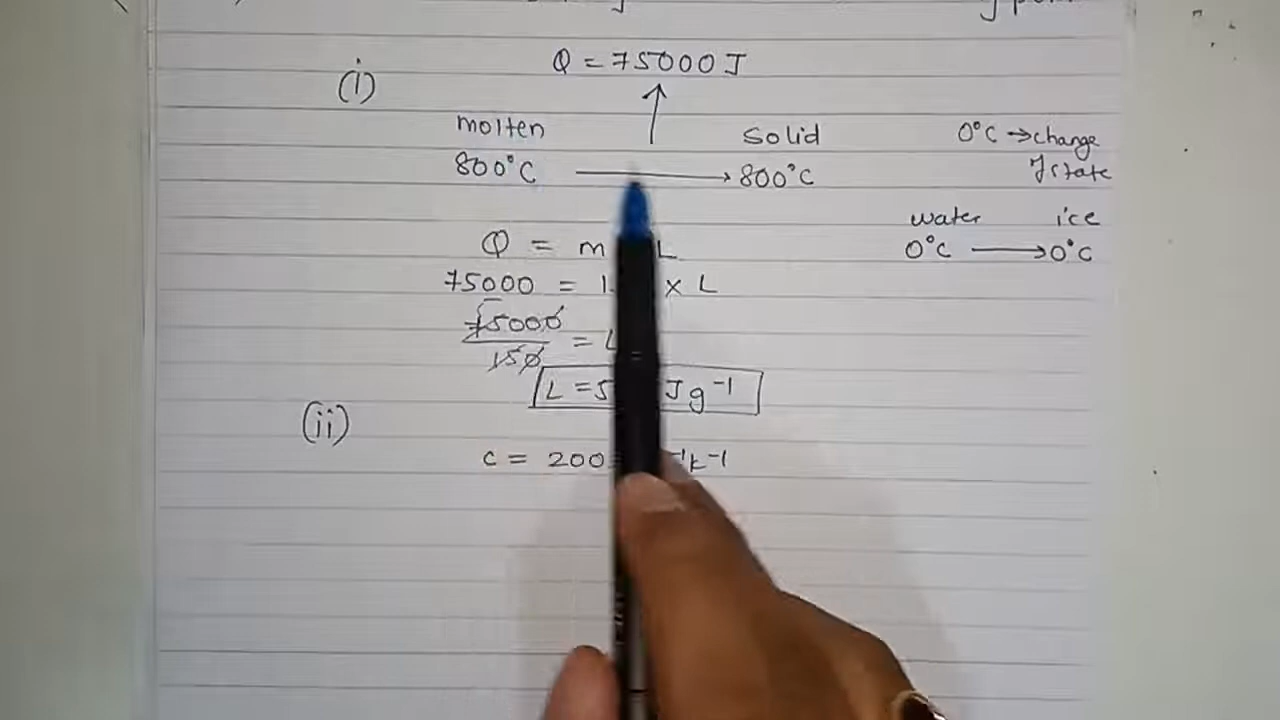 (i) Q = 75000 J
molten solid
800°C → 800°C
0°C → change
of state
water ice
0°C → 0°C
Q = m L
75000 = 1 x L
75000
150 =
L = 5 J g⁻¹
(ii)
c = 200 ⁻¹k⁻¹